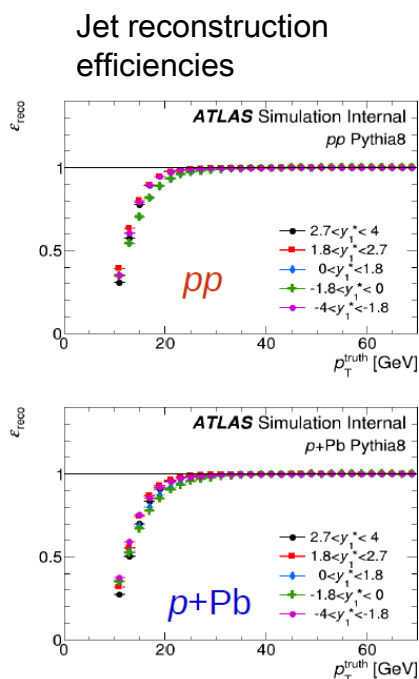 Jet reconstruction
efficiencies
ε_reco
ATLAS Simulation Internal
pp Pythia8
1
0.5
2.7<y₁*< 4
1.8<y₁*<2.7
0<y₁*<1.8
-1.8<y₁*< 0
-4<y₁*<-1.8
pp
0
0 20 40 60
p_T^truth [GeV]
ε_reco
ATLAS Simulation Internal
p+Pb Pythia8
1
0.5
2.7<y₁*< 4
1.8<y₁*<2.7
0<y₁*<1.8
-1.8<y₁*< 0
-4<y₁*<-1.8
p+Pb
0
0 20 40 60
p_T^truth [GeV]